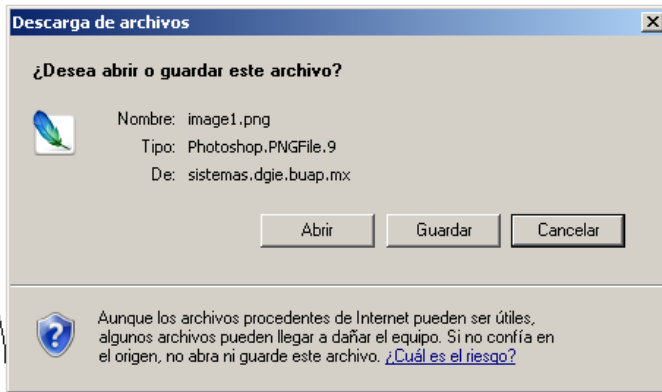 Descarga de archivos
¿Desea abrir o guardar este archivo?
Nombre: image1.png
Tipo: Photoshop.PNGFile.9
De: sistemas.dgie.buap.mx
Abrir Guardar Cancelar
Aunque los archivos procedentes de Internet pueden ser útiles,
algunos archivos pueden llegar a dañar el equipo. Si no confía en
el origen, no abra ni guarde este archivo. ¿Cuál es el riesgo?